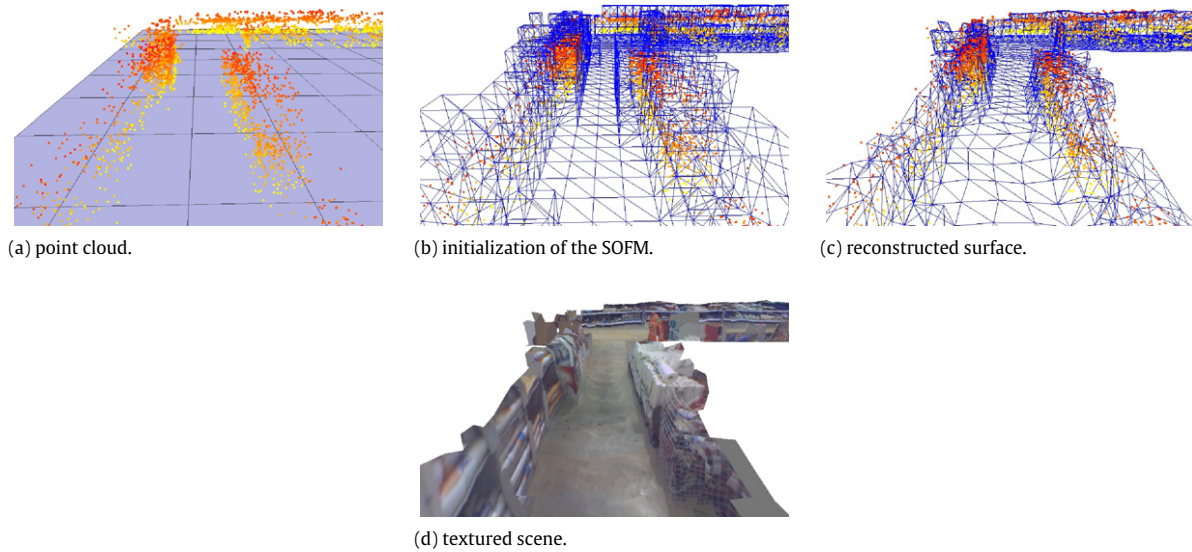 (a) point cloud.
(b) initialization of the SOFM.
(c) reconstructed surface.
(d) textured scene.